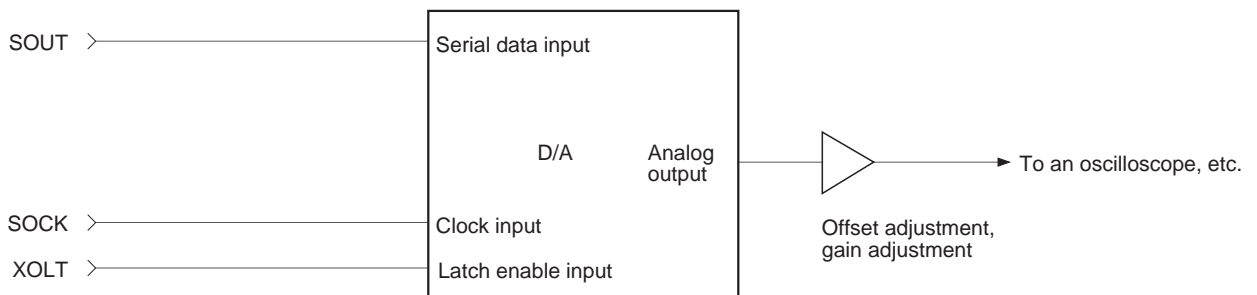 SOUT
Serial data input
D/A
Analog
output
To an oscilloscope, etc.
SOCK
Clock input
Offset adjustment,
gain adjustment
XOLT
Latch enable input